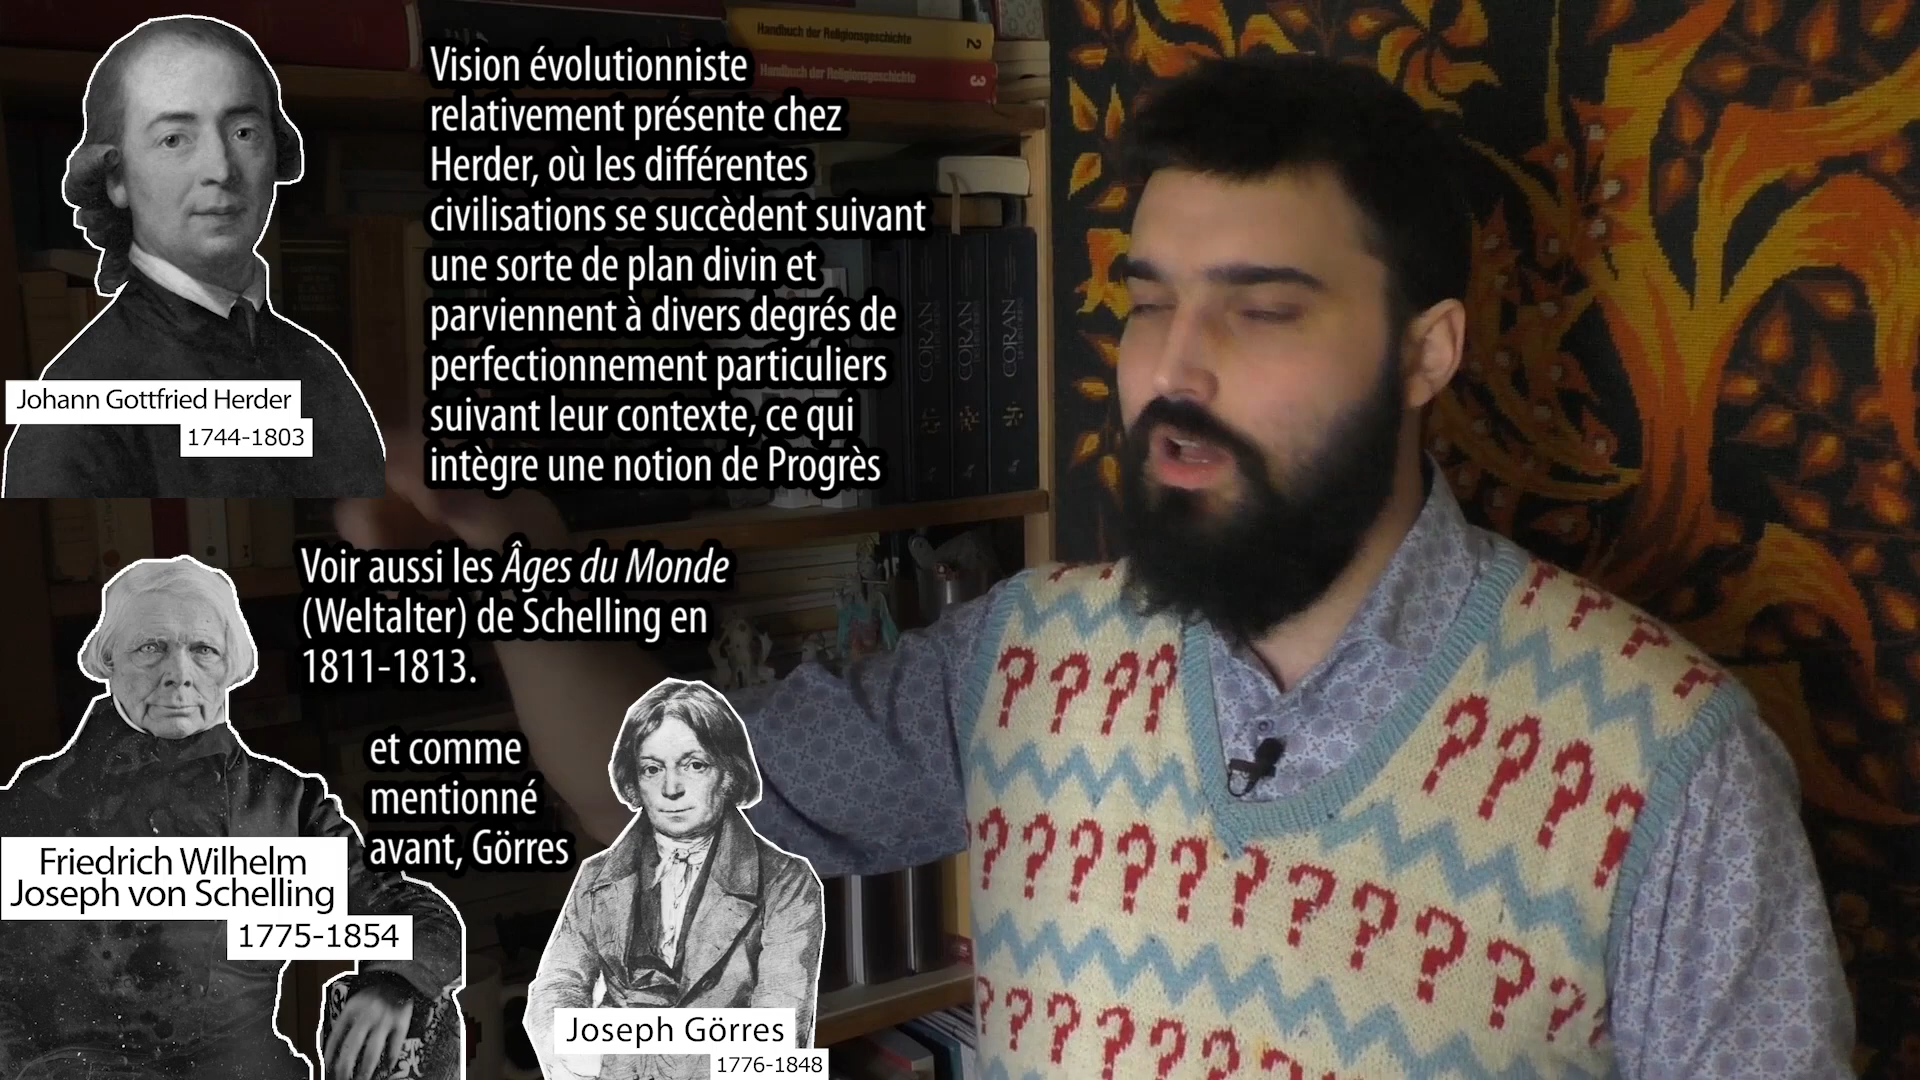 Handbuch der Religionsgeschichte 2
Handbuch der Religionsgeschichte 3
Vision évolutionniste
relativement présente chez
Herder, où les différentes
civilisations se succèdent suivant
une sorte de plan divin et
parviennent à divers degrés de
perfectionnement particuliers
suivant leur contexte, ce qui
intègre une notion de Progrès
Johann Gottfried Herder
1744-1803
CORAN
CORAN
CORAN
Voir aussi les Âges du Monde
(Weltalter) de Schelling en
1811-1813.
et comme
mentionné
avant, Görres
Friedrich Wilhelm
Joseph von Schelling
1775-1854
Joseph Görres
1776-1848